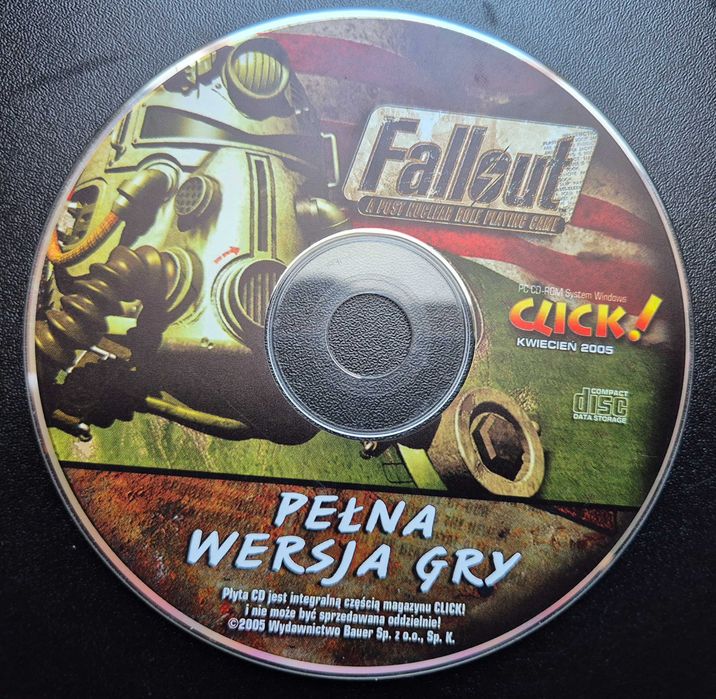 Fallout
A POST NUCLEAR ROLE PLAYING GAME
PC CD-ROM System Windows
CLICK!
KWIECIEN 2005
COMPACT
disc
DATA STORAGE
PEŁNA
WERSJA GRY
Płyta CD jest integralną częścią magazynu CLICK!
i nie może być sprzedawana oddzielnie!
©2005 Wydawnictwo Bauer Sp. z o.o., Sp. K.